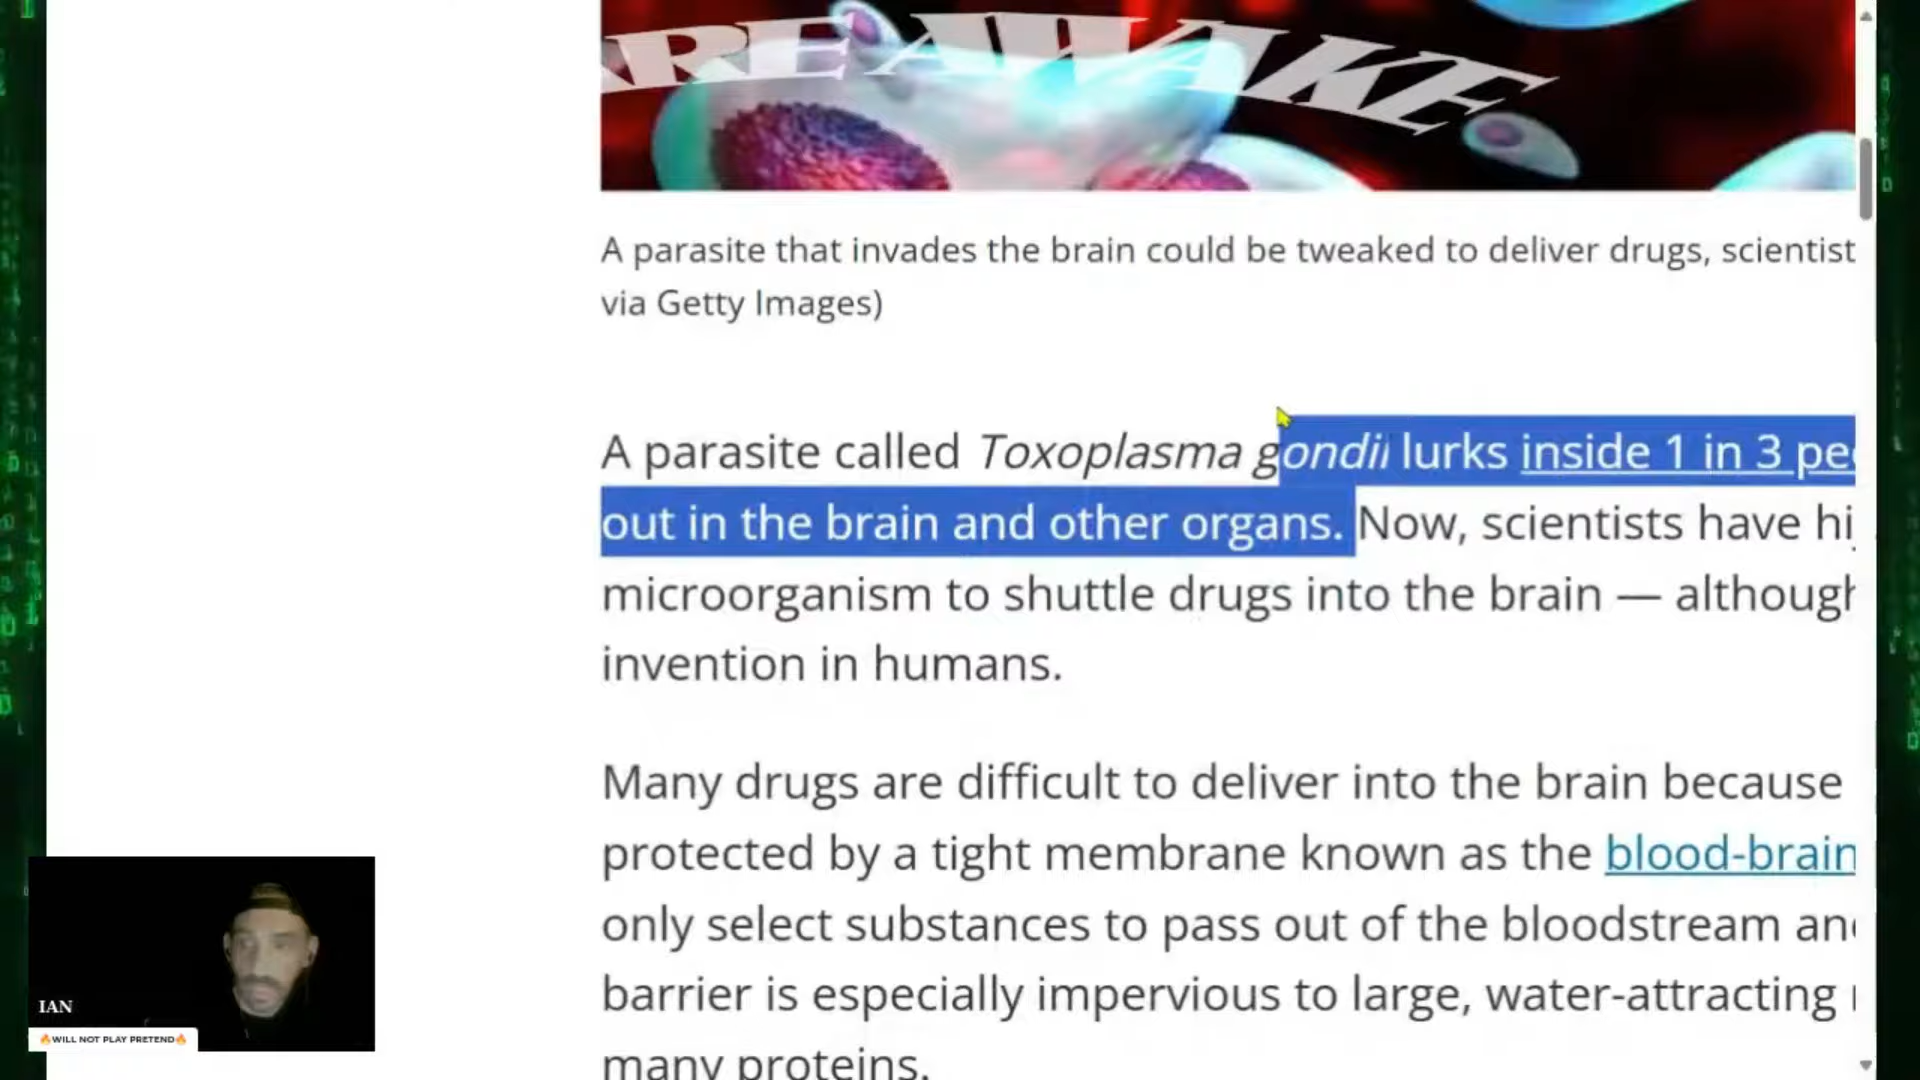 ARE AWAKE
A parasite that invades the brain could be tweaked to deliver drugs, scientist
via Getty Images)
A parasite called Toxoplasma gondii lurks inside 1 in 3
out in the brain and other organs. Now, scientists have
microorganism to shuttle drugs into the brain — although
invention in humans.
Many drugs are difficult to deliver into the brain because
protected by a tight membrane known as the blood-brain
only select substances to pass out of the bloodstream and
barrier is especially impervious to large, water-attracting
many proteins.
IAN
🔥WILL NOT PLAY PRETEND🔥